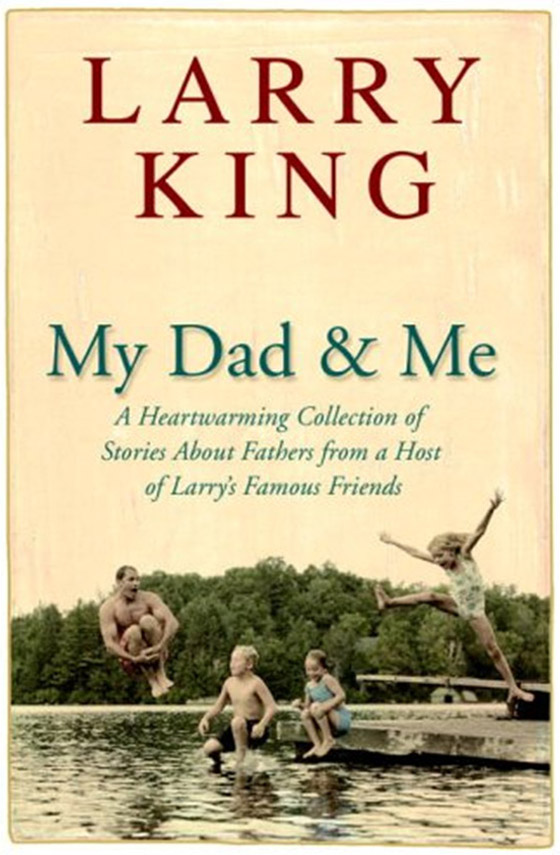 LARRY
KING
My Dad & Me
A Heartwarming Collection of
Stories About Fathers from a Host
of Larry's Famous Friends